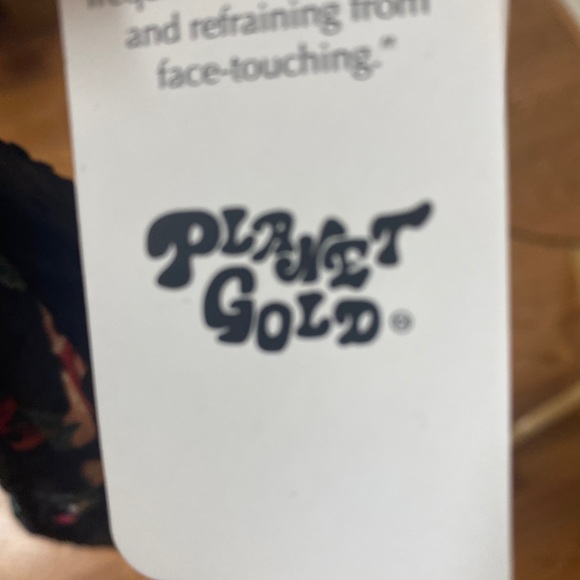 and refraining from
face-touching."
PLANET
GOLD®